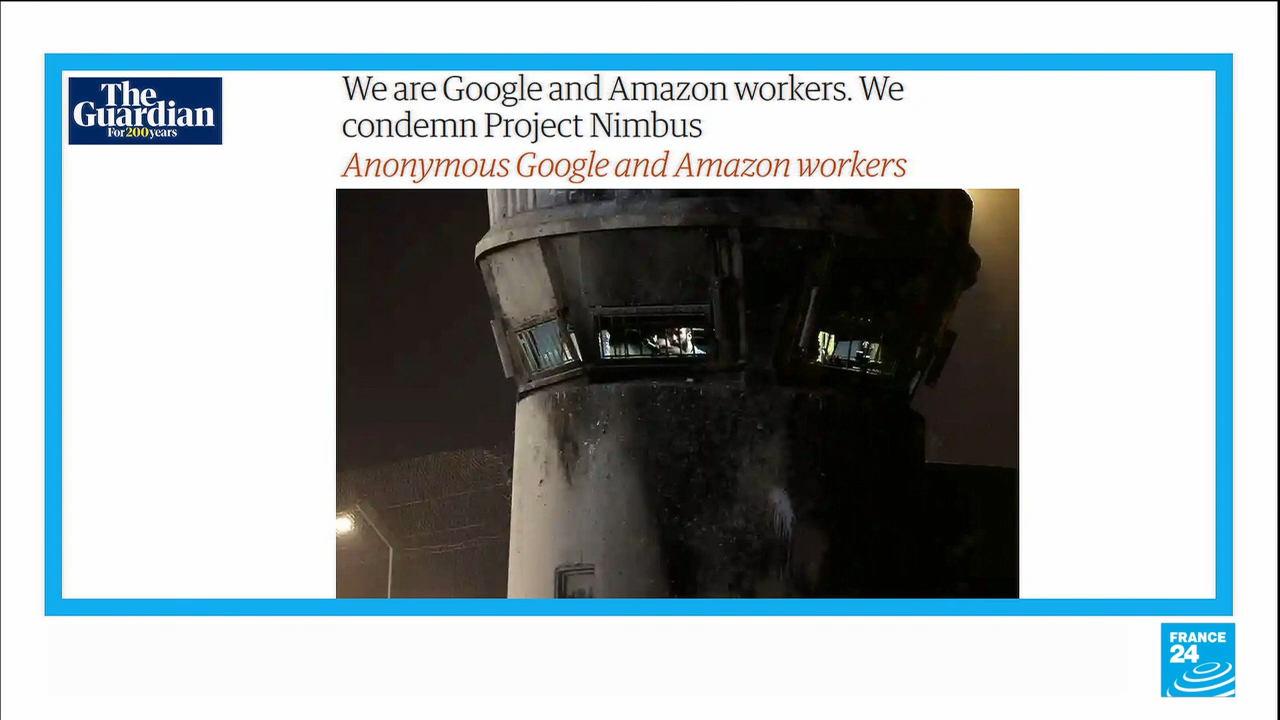 The
Guardian
For 200 years
We are Google and Amazon workers. We
condemn Project Nimbus
Anonymous Google and Amazon workers
FRANCE
24